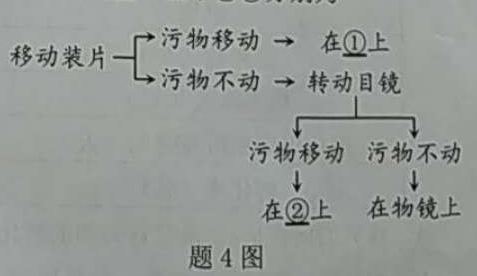 污物移动 → 在①上
移动装片
污物不动 → 转动目镜
污物移动 污物不动
在②上 在物镜上
题4图